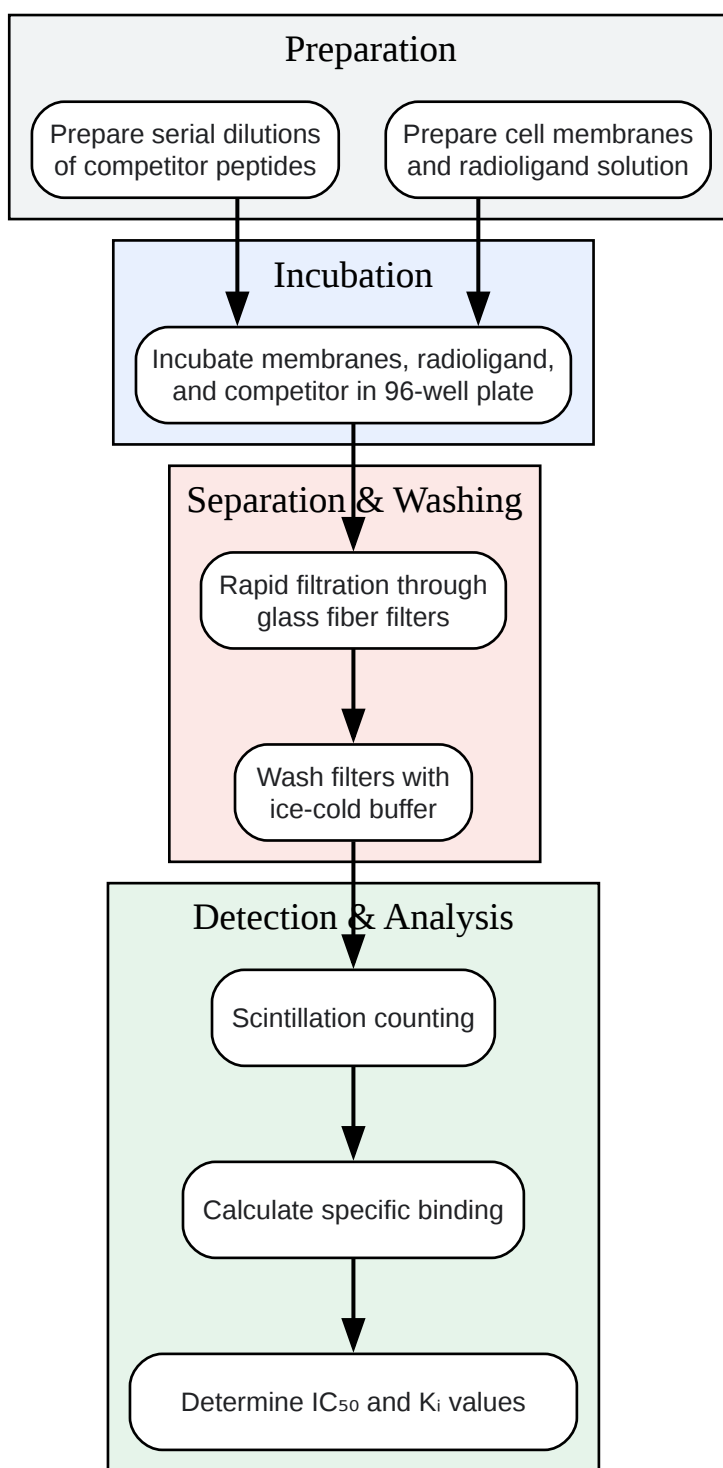 Preparation
Prepare serial dilutions
of competitor peptides
Prepare cell membranes
and radioligand solution
Incubation
Incubate membranes, radioligand,
and competitor in 96-well plate
Separation & Washing
Rapid filtration through
glass fiber filters
Wash filters with
ice-cold buffer
Detection & Analysis
Scintillation counting
Calculate specific binding
Determine IC₅₀ and Kᵢ values